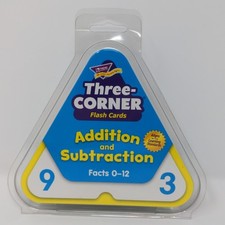 Three-
CORNER
Flash Cards
Addition
and
Subtraction
Facts 0-12
9
3